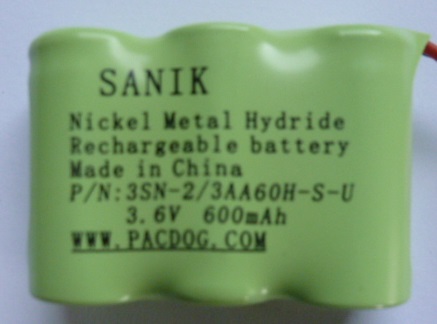 SANIK
Nickel Metal Hydride
Rechargeable battery
Made in China
P/N:3SN-2/3AA60H-S-U
3.6V 600mAh
WWW.PACDOG.COM